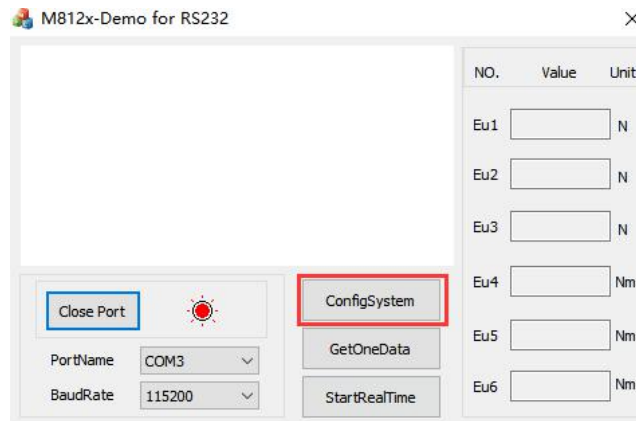 M812x-Demo for RS232
NO. Value Unit
Eu1 N
Eu2 N
Eu3 N
Eu4 Nm
Eu5 Nm
Eu6 Nm
Close Port
PortName COM3
BaudRate 115200
ConfigSystem
GetOneData
StartRealTime